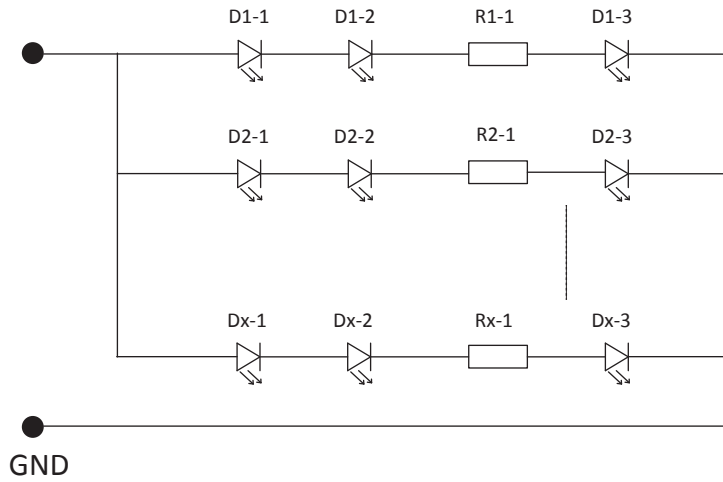 D1-1 D1-2 R1-1 D1-3
D2-1 D2-2 R2-1 D2-3
Dx-1 Dx-2 Rx-1 Dx-3
GND